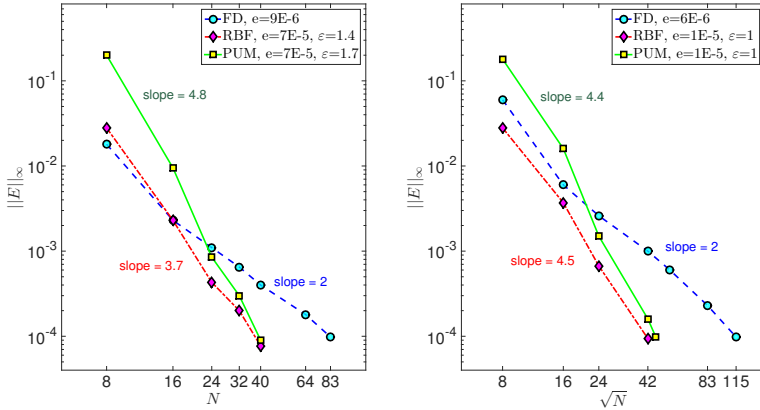 FD, e=9E-6
RBF, e=7E-5, ε=1.4
PUM, e=7E-5, ε=1.7
10^-1
10^-2
10^-3
10^-4
||E||∞
slope = 4.8
slope = 3.7
slope = 2
8 16 24 32 40 64 83
N
FD, e=6E-6
RBF, e=1E-5, ε=1
PUM, e=1E-5, ε=1
10^-1
10^-2
10^-3
10^-4
||E||∞
slope = 4.4
slope = 4.5
slope = 2
8 16 24 42 83 115
√N